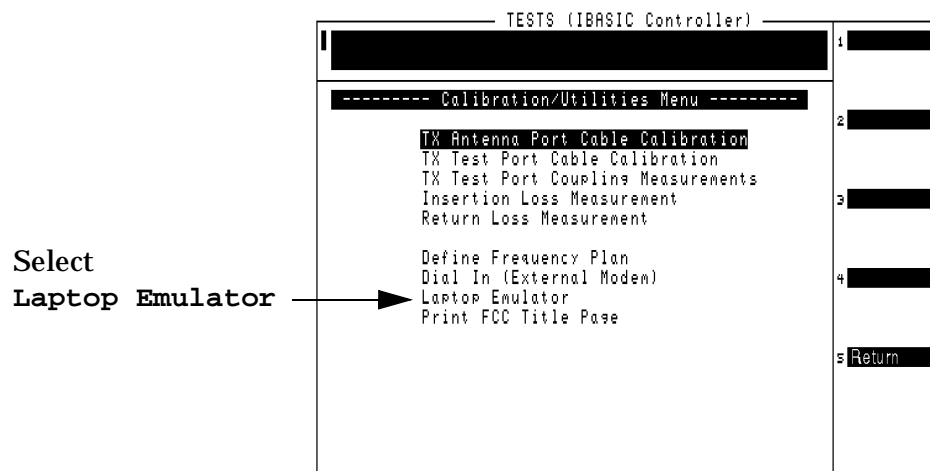 TESTS (IBASIC Controller)
1
--------- Calibration/Utilities Menu ---------
2
TX Antenna Port Cable Calibration
TX Test Port Cable Calibration
TX Test Port Coupling Measurements
3
Insertion Loss Measurement
Return Loss Measurement
Define Frequency Plan
Select
Dial In (External Modem)
4
Laptop Emulator
Laptop Emulator
Print FCC Title Page
5 Return